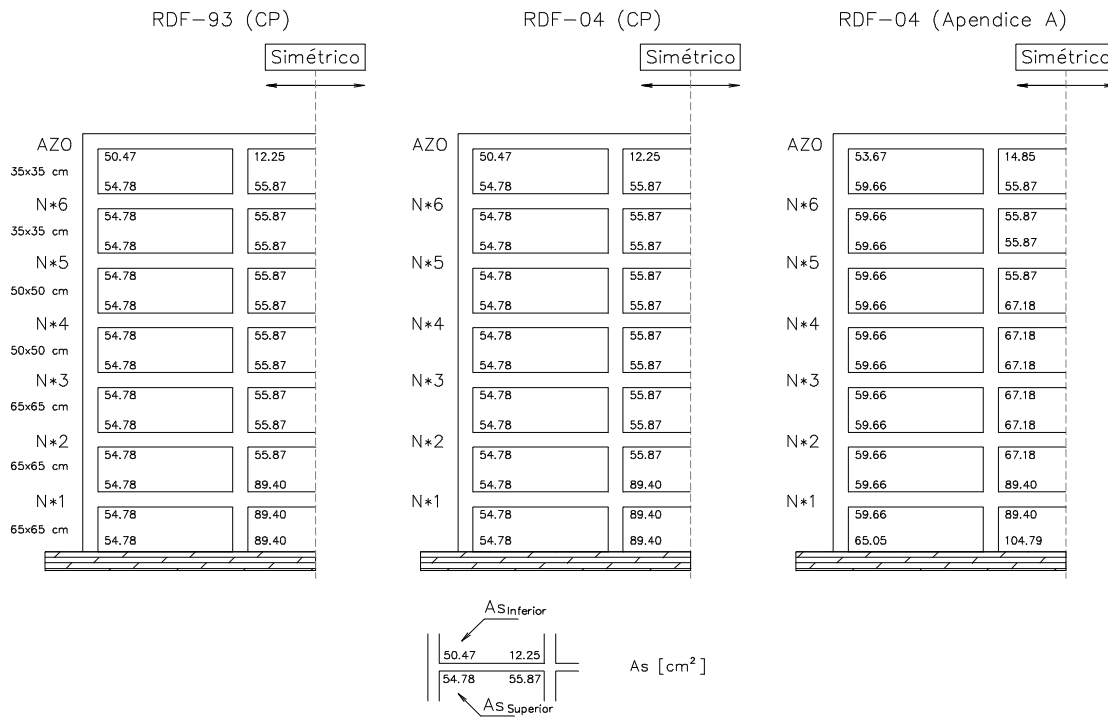 RDF-93 (CP)
RDF-04 (CP)
RDF-04 (Apendice A)
Simétrico
Simétrico
Simétrico
AZO
50.47 12.25
35x35 cm
54.78 55.87
N*6
54.78 55.87
35x35 cm
54.78 55.87
N*5
54.78 55.87
50x50 cm
54.78 55.87
N*4
54.78 55.87
50x50 cm
54.78 55.87
N*3
54.78 55.87
65x65 cm
54.78 55.87
N*2
54.78 55.87
65x65 cm
54.78 89.40
N*1
54.78 89.40
65x65 cm
54.78 89.40
AZO
50.47 12.25
54.78 55.87
N*6
54.78 55.87
54.78 55.87
N*5
54.78 55.87
54.78 55.87
N*4
54.78 55.87
54.78 55.87
N*3
54.78 55.87
54.78 55.87
N*2
54.78 55.87
54.78 89.40
N*1
54.78 89.40
54.78 89.40
AZO
53.67 14.85
59.66 55.87
N*6
59.66 55.87
59.66 55.87
N*5
59.66 55.87
59.66 67.18
N*4
59.66 67.18
59.66 67.18
N*3
59.66 67.18
59.66 67.18
N*2
59.66 67.18
59.66 89.40
N*1
59.66 89.40
65.05 104.79
As Inferior
50.47 12.25
54.78 55.87
As Superior
As [cm²]